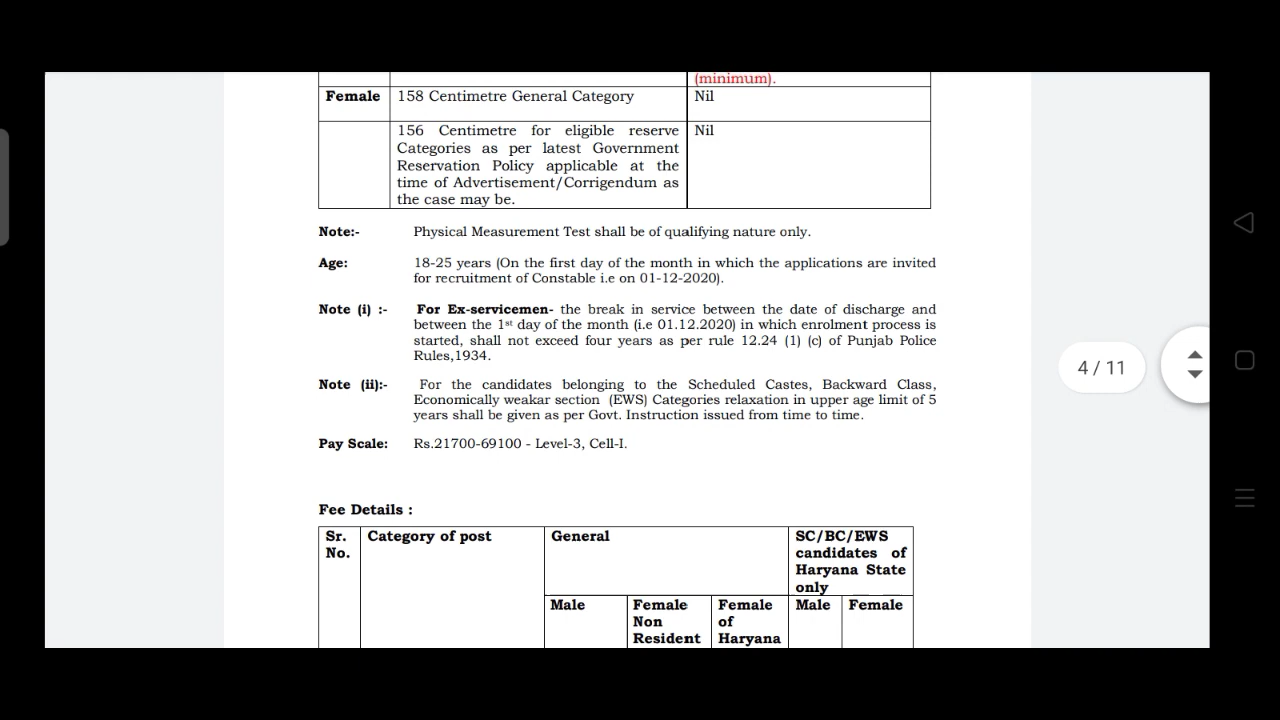 (minimum).
Female 158 Centimetre General Category Nil
156 Centimetre for eligible reserve Nil
Categories as per latest Government
Reservation Policy applicable at the
time of Advertisement/Corrigendum as
the case may be.
Note:- Physical Measurement Test shall be of qualifying nature only.
Age: 18-25 years (On the first day of the month in which the applications are invited
for recruitment of Constable i.e on 01-12-2020).
Note (i) :- For Ex-servicemen- the break in service between the date of discharge and
between the 1st day of the month (i.e 01.12.2020) in which enrolment process is
started, shall not exceed four years as per rule 12.24 (1) (c) of Punjab Police
Rules,1934.
Note (ii):- For the candidates belonging to the Scheduled Castes, Backward Class,
Economically weakar section (EWS) Categories relaxation in upper age limit of 5
years shall be given as per Govt. Instruction issued from time to time.
Pay Scale: Rs.21700-69100 - Level-3, Cell-I.
Fee Details :
Sr. No.
Category of post
General
SC/BC/EWS
candidates of
Haryana State
only
Male
Female
Non
Resident
Female
of
Haryana
Male
Female
4 / 11